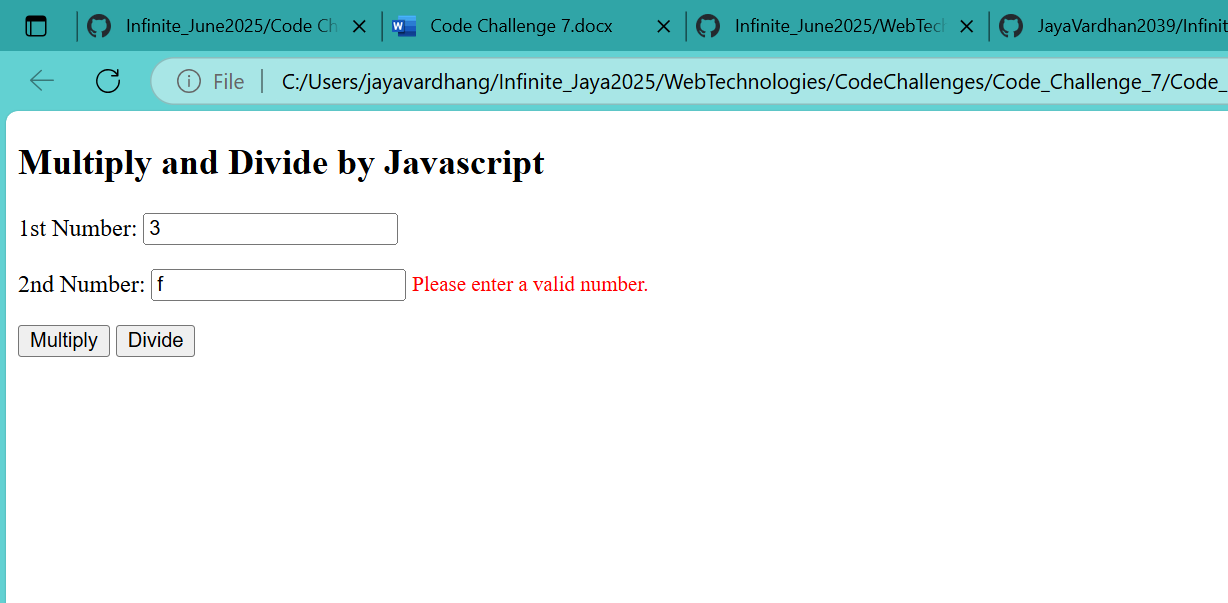 Infinite_June2025/Code Ch
Code Challenge 7.docx
Infinite_June2025/WebTech
JayaVardhan2039/Infinit
File
C:/Users/jayavardhang/Infinite_Jaya2025/WebTechnologies/CodeChallenges/Code_Challenge_7/Code_
Multiply and Divide by Javascript
1st Number: 3
2nd Number: f Please enter a valid number.
Multiply Divide